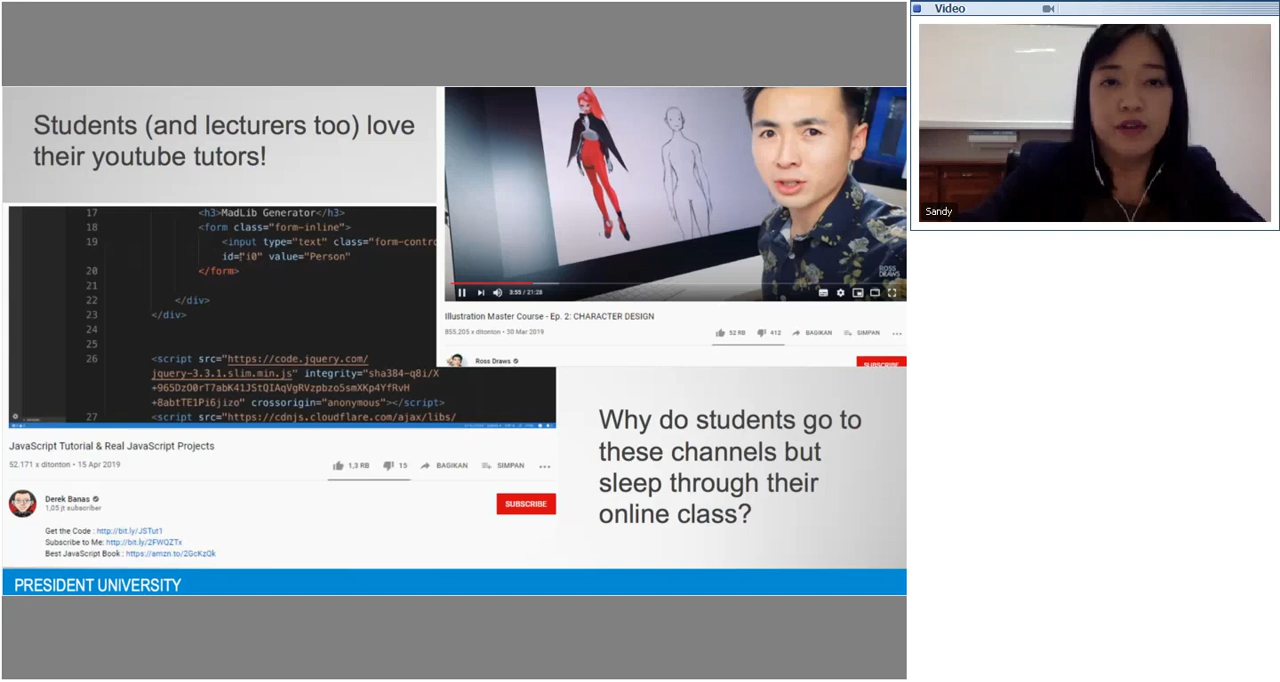 Video
Sandy
Students (and lecturers too) love
their youtube tutors!
17 <h3>MadLib Generator</h3>
18 <form class="form-inline">
19 <input type="text" class="form-contro
id="i0" value="Person"
20 </form>
21
22 </div>
23 </div>
24
25
26 <script src="https://code.jquery.com/
jquery-3.3.1.slim.min.js" integrity="sha384-q8i/X
+965DzO0rT7abK41JStQIAqVgRVzpbzo5smXKp4YfRvH
+8abtTE1Pi6jizo" crossorigin="anonymous"></script>
27 <script src="https://cdnjs.cloudflare.com/ajax/libs/
JavaScript Tutorial & Real JavaScript Projects
52.171 x ditonton • 15 Apr 2019
1,3 RB 15 BAGIKAN SIMPAN
Derek Banas
1,05 jt subscriber
SUBSCRIBE
Get the Code : http://bit.ly/JSTut1
Subscribe to Me: http://bit.ly/2FWQZTx
Best JavaScript Book : https://amzn.to/2GcKzQk
ROSS
DRAWS
3:55 / 21:28
Illustration Master Course - Ep. 2: CHARACTER DESIGN
855.205 x ditonton • 30 Mar 2019
52 RB 412 BAGIKAN SIMPAN
Ross Draws
SUBSCRIBE
Why do students go to
these channels but
sleep through their
online class?
PRESIDENT UNIVERSITY